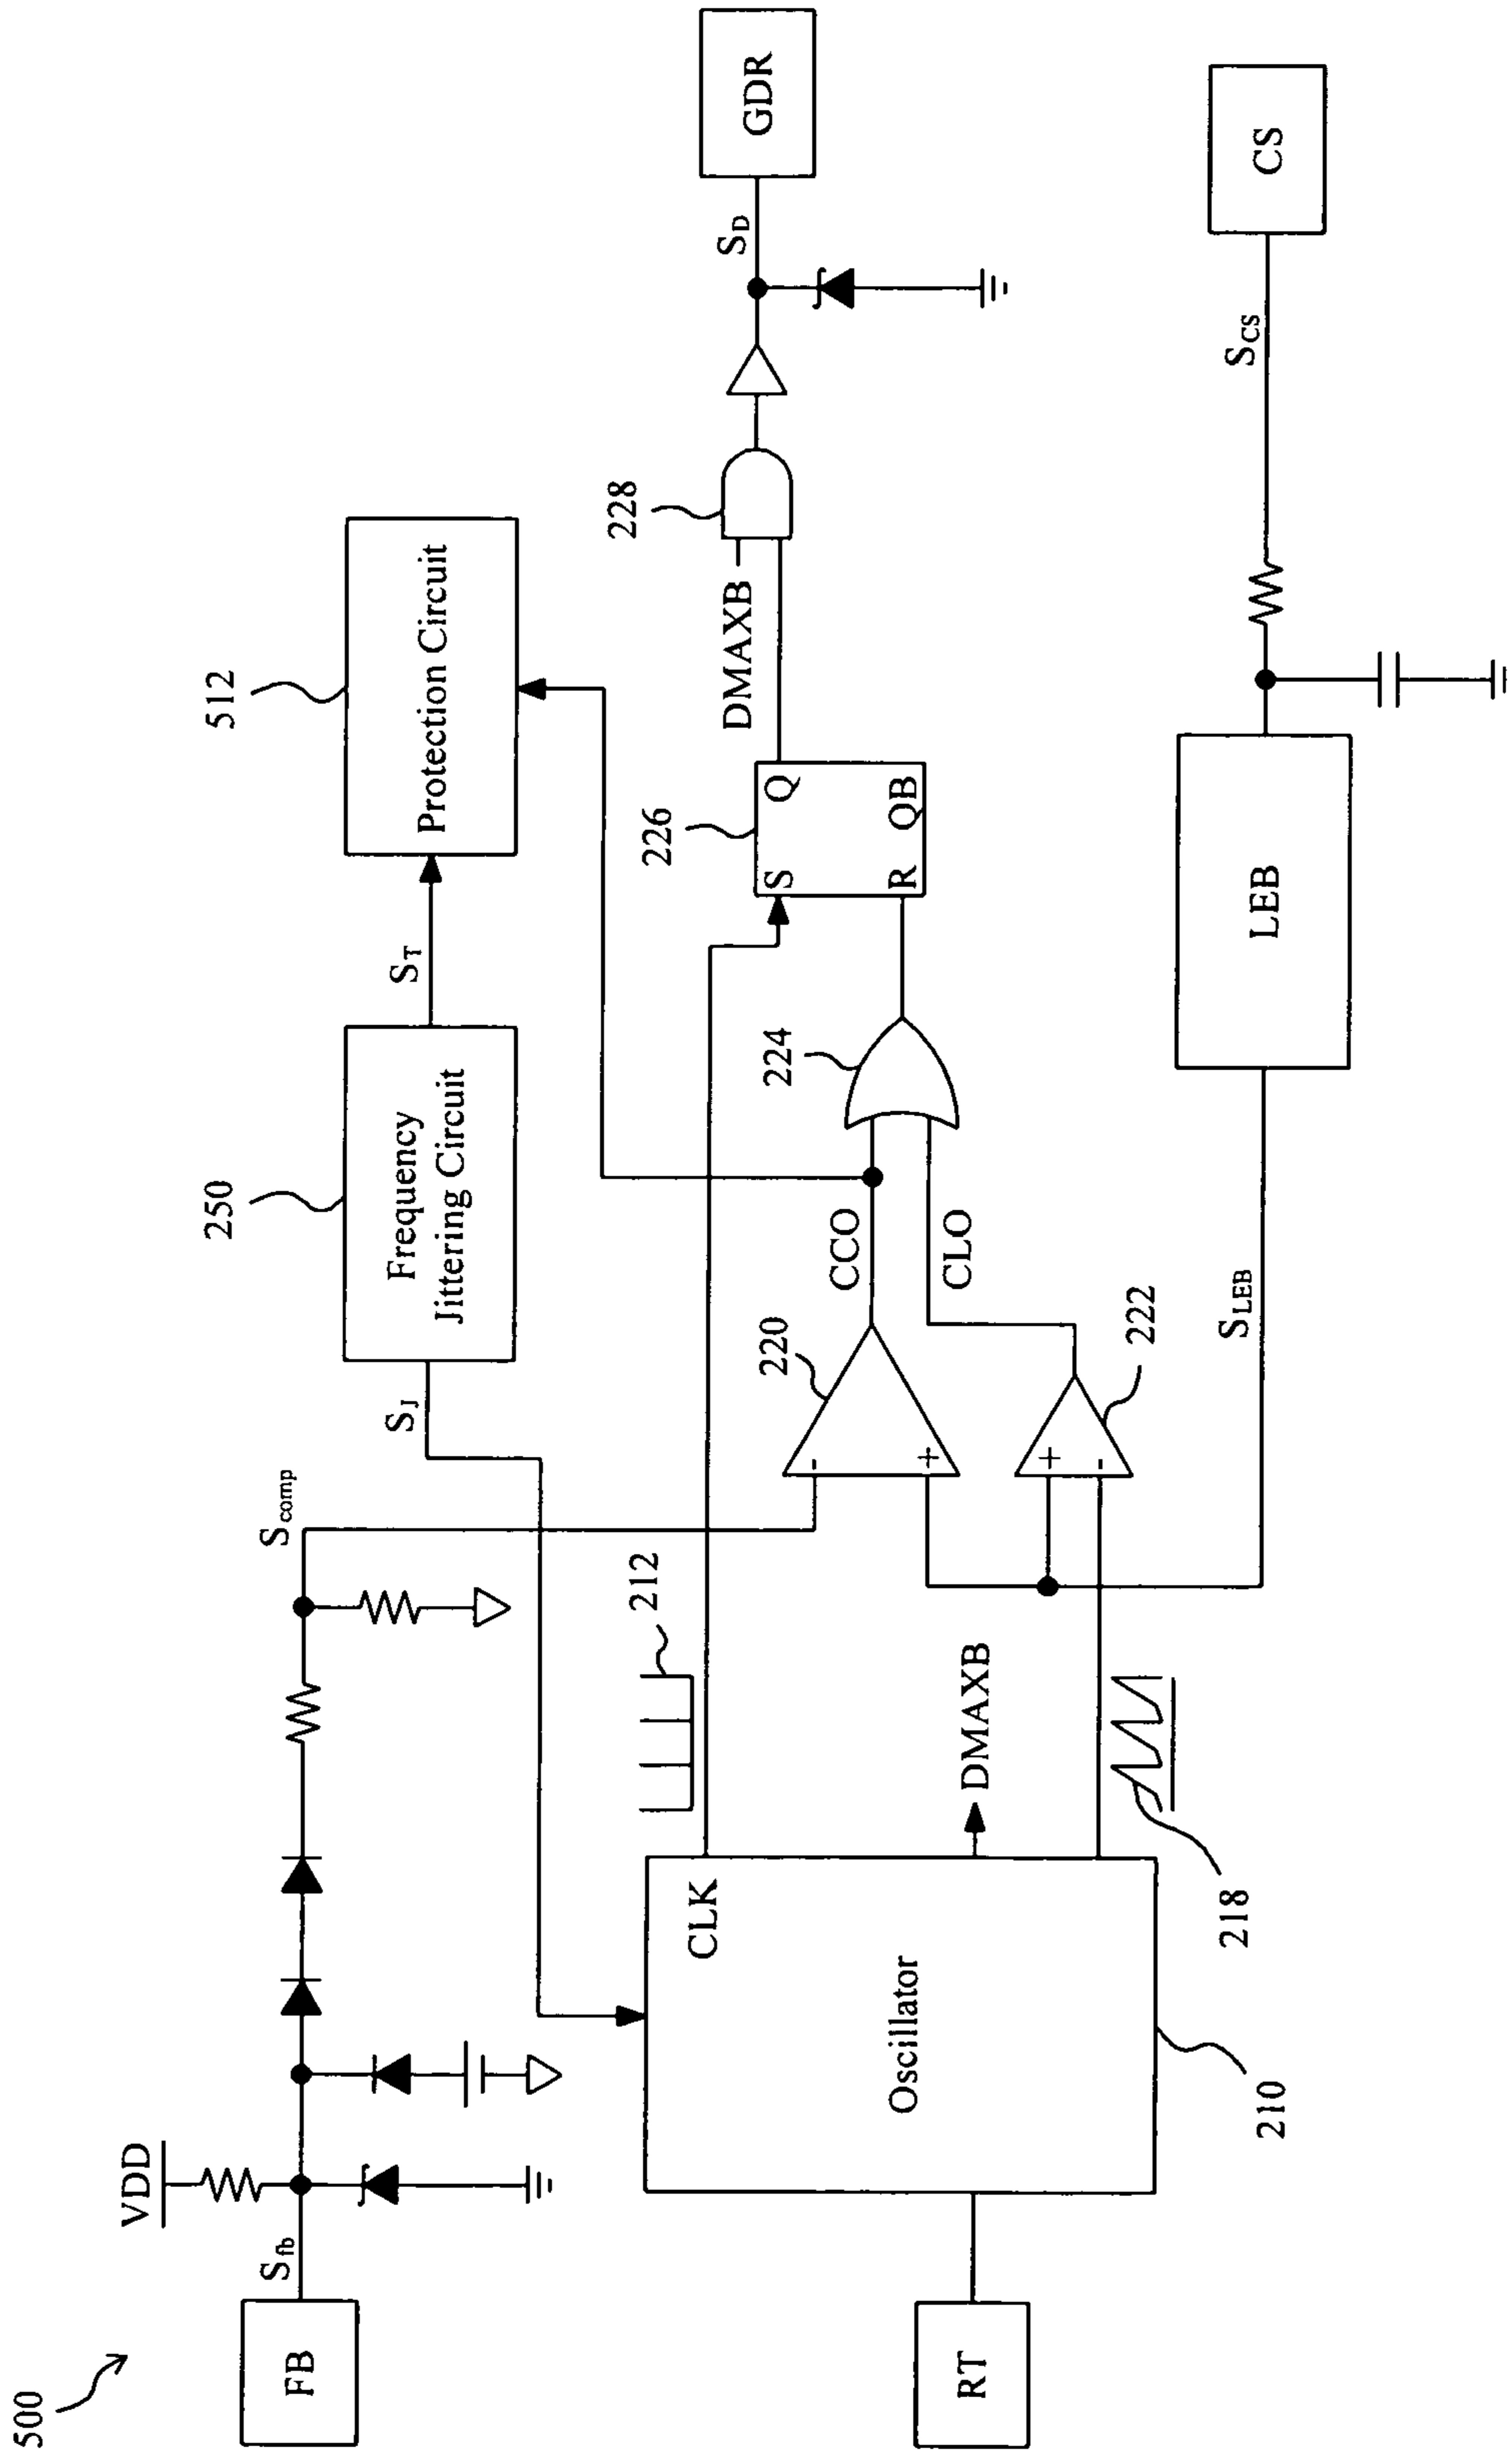 500
FB
Sfb
VDD
Scomp
SJ
250
Frequency
Jittering Circuit
ST
512
Protection Circuit
RT
Oscillator
CLK
210
212
DMAXB
218
220
-
+
CCO
222
+
-
CLO
224
226
S
Q
R
QB
DMAXB
228
SD
GDR
SLEB
LEB
SCS
CS